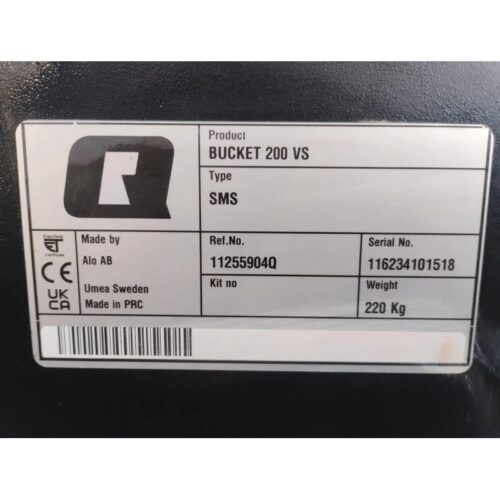 R
Product
BUCKET 200 VS
Type
SMS
Made by
Alo AB
Umea Sweden
Made in PRC
Ref.No.
11255904Q
Serial No.
116234101518
Kit no
Weight
220 Kg
CE
UK
CA